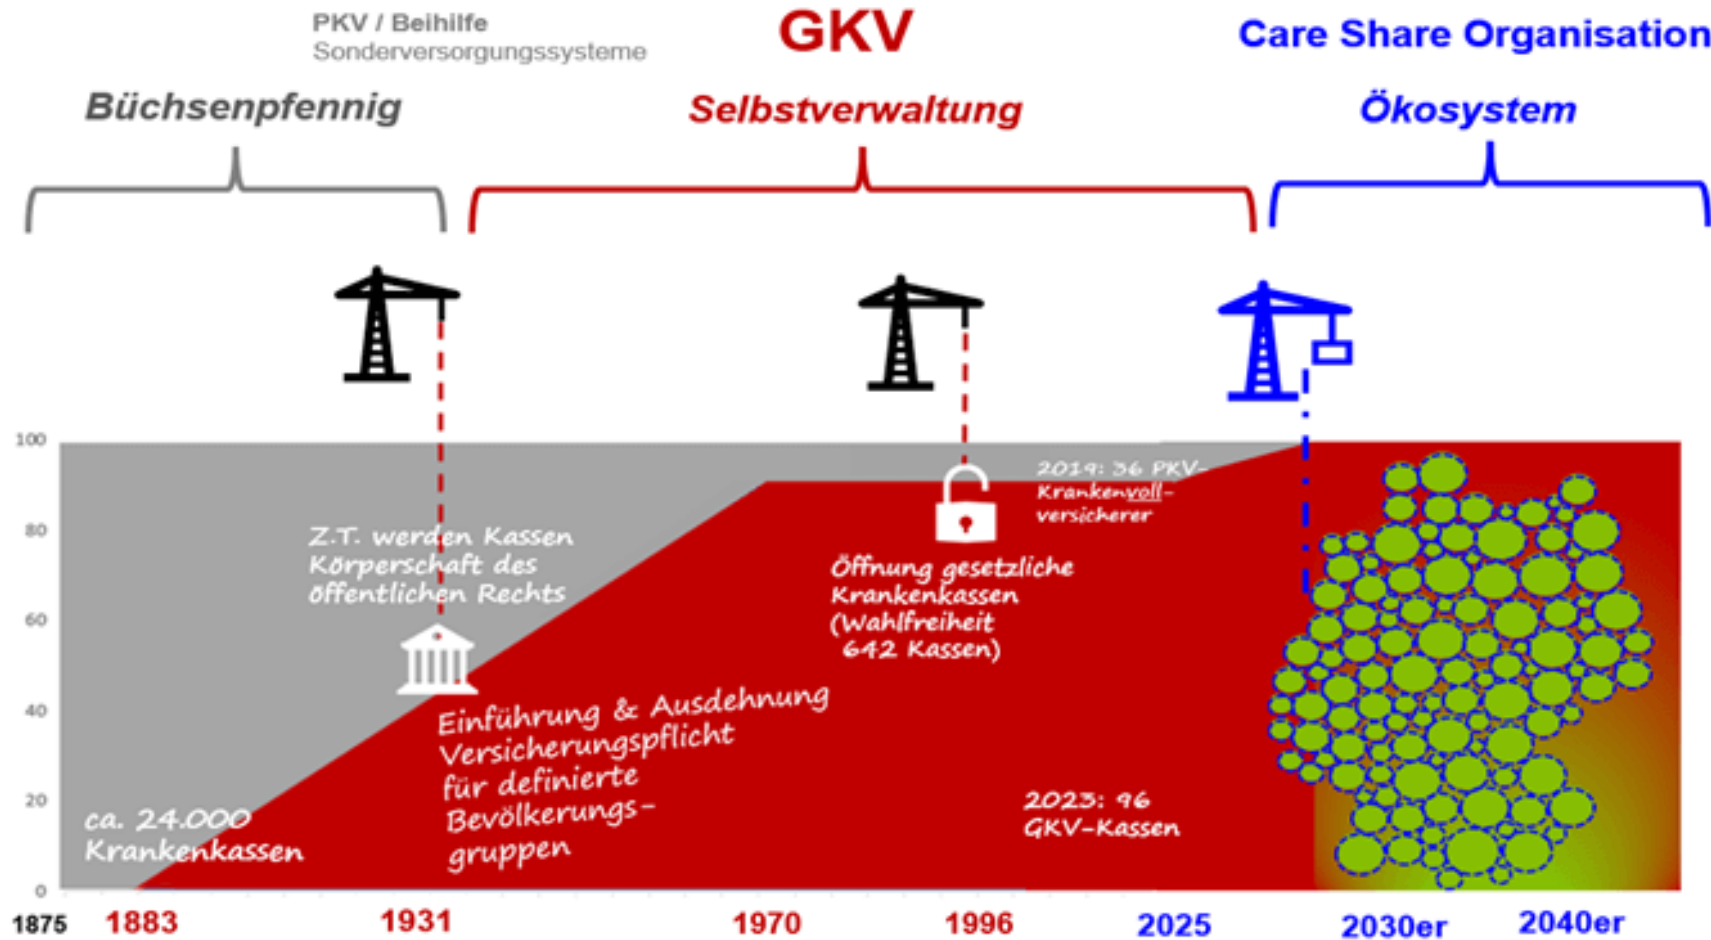 PKV / Beihilfe
Sonderversorgungssysteme
GKV
Care Share Organisation
Büchsenpfennig
Selbstverwaltung
Ökosystem
100
80
60
40
20
0
Z.T. werden Kassen
Körperschaft des
öffentlichen Rechts
2019: 36 PKV-
Krankenvoll-
versicherer
Öffnung gesetzliche
Krankenkassen
(Wahlfreiheit
642 Kassen)
Einführung & Ausdehnung
Versicherungspflicht
für definierte
Bevölkerungs-
gruppen
ca. 24.000
Krankenkassen
2023: 96
GKV-Kassen
1875
1883
1931
1970
1996
2025
2030er
2040er